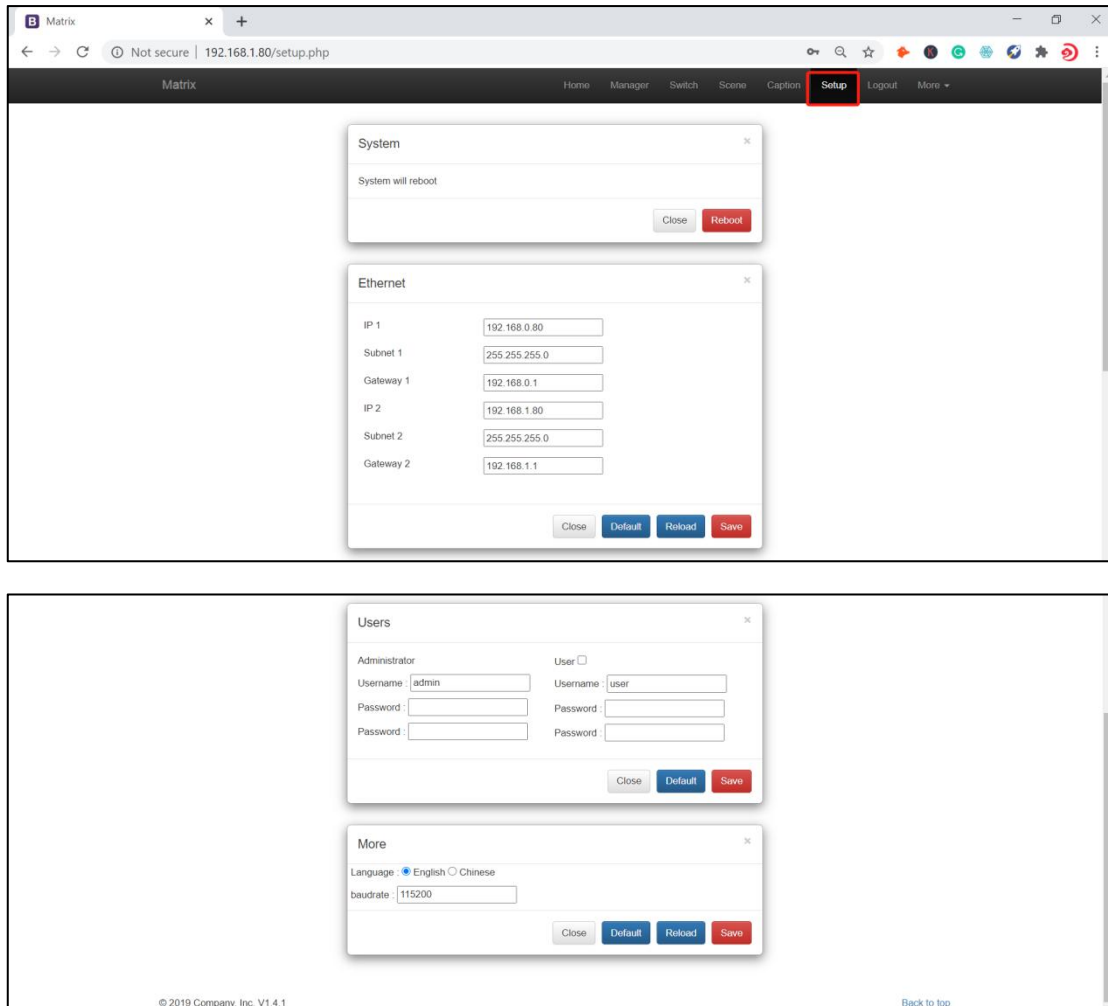 B Matrix × +
Not secure | 192.168.1.80/setup.php
Matrix Home Manager Switch Scene Caption Setup Logout More
System ×
System will reboot
Close Reboot
Ethernet ×
IP 1 192.168.0.80
Subnet 1 255.255.255.0
Gateway 1 192.168.0.1
IP 2 192.168.1.80
Subnet 2 255.255.255.0
Gateway 2 192.168.1.1
Close Default Reload Save
Users ×
Administrator User
Username : admin Username : user
Password : Password :
Password : Password :
Close Default Save
More ×
Language : English Chinese
baudrate : 115200
Close Default Reload Save
© 2019 Company, Inc. V1.4.1 Back to top